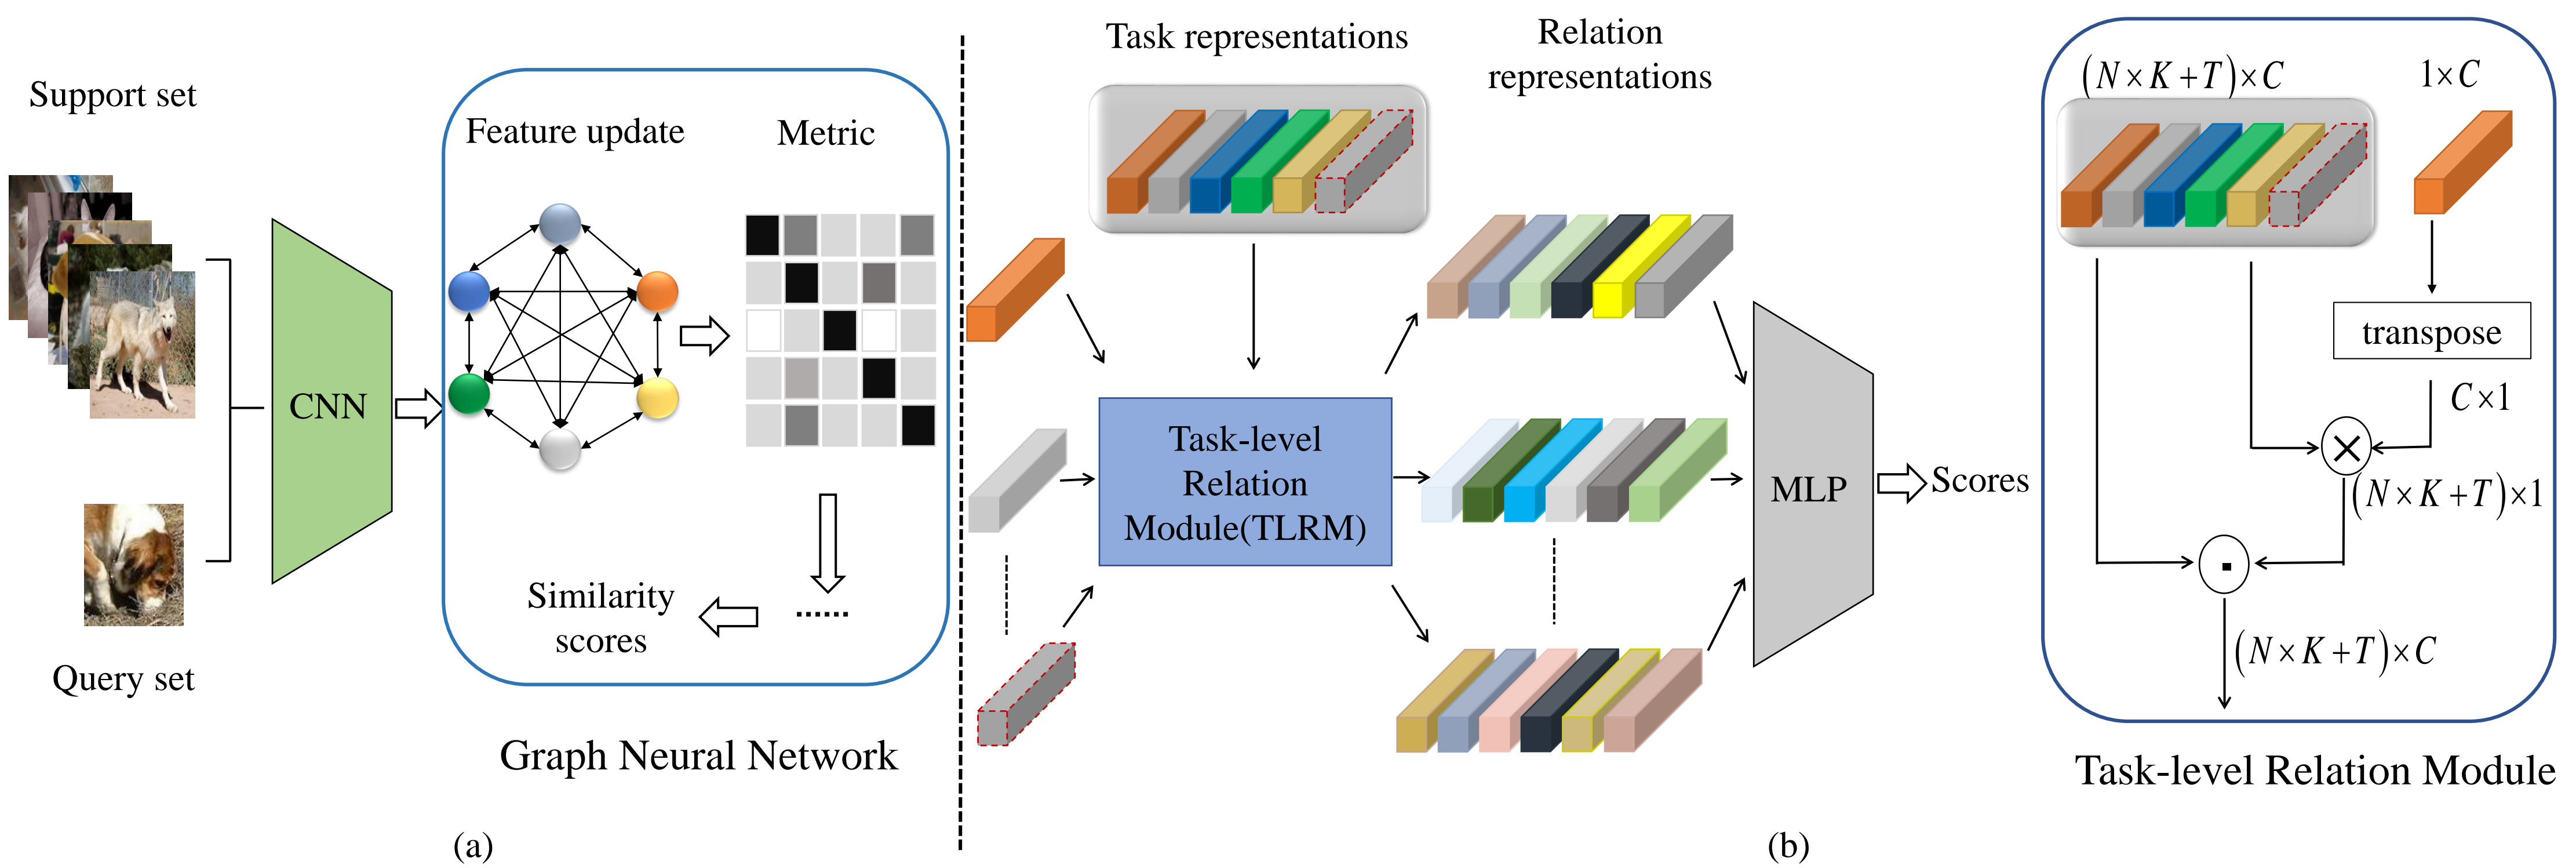 Support set
Query set
CNN
Feature update
Metric
Similarity
scores
Graph Neural Network
(a)
Task representations
Relation
representations
Task-level
Relation
Module(TLRM)
MLP
Scores
(N×K+T)×C
1×C
transpose
C×1
×
(N×K+T)×1
·
(N×K+T)×C
Task-level Relation Module
(b)